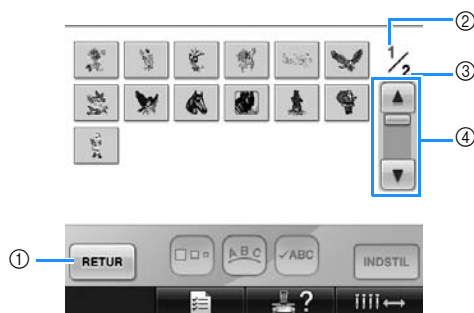 ②
1/2
③
④
①
RETUR
ABC
✓ABC
INDSTIL
?